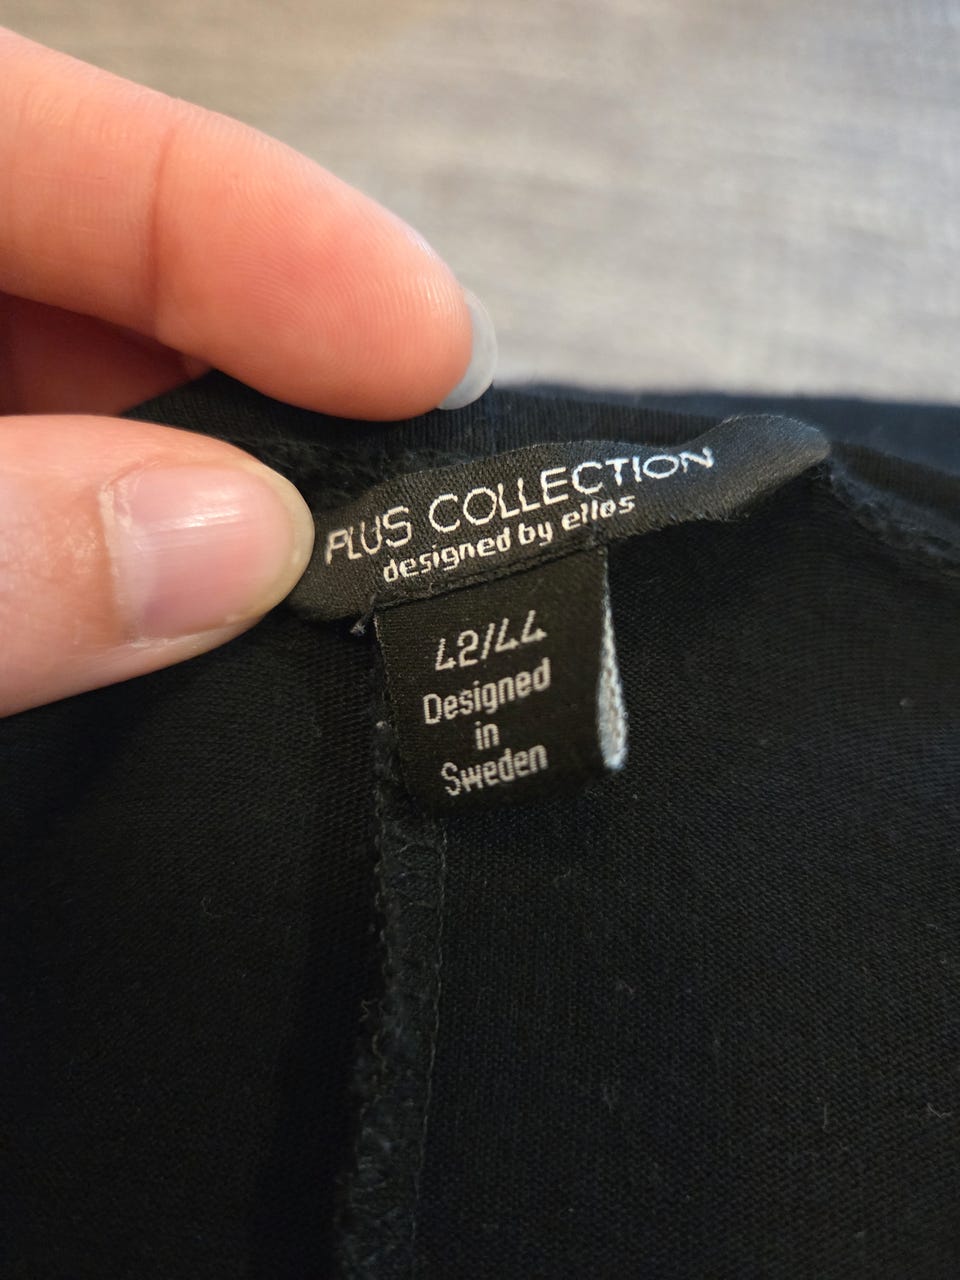 PLUS COLLECTION
designed by ellos
42/44
Designed
in
Sweden